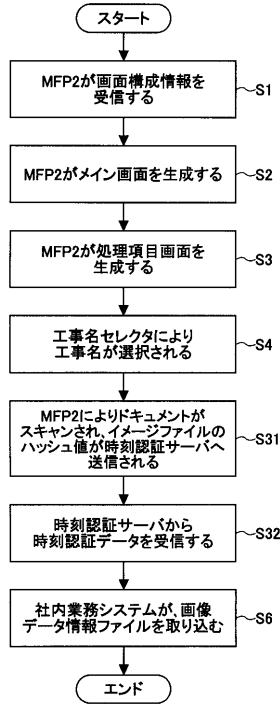 スタート
MFP2が画面構成情報を
受信する
S1
MFP2がメイン画面を生成する
S2
MFP2が処理項目画面を
生成する
S3
工事名セレクタにより
工事名が選択される
S4
MFP2によりドキュメントが
スキャンされ、イメージファイルの
ハッシュ値が時刻認証サーバへ
送信される
S31
時刻認証サーバから
時刻認証データを受信する
S32
社内業務システムが、画像
データ情報ファイルを取り込む
S6
エンド